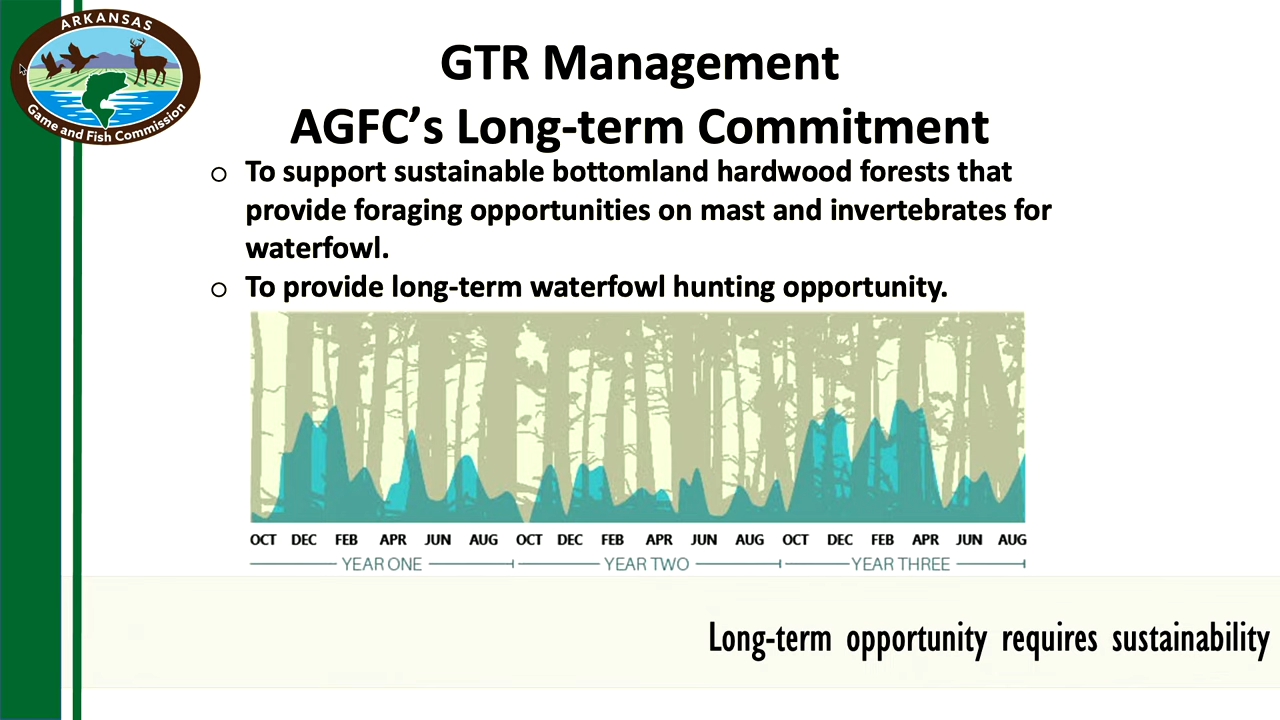 ARKANSAS
Game and Fish Commission
GTR Management
AGFC’s Long-term Commitment
o To support sustainable bottomland hardwood forests that
provide foraging opportunities on mast and invertebrates for
waterfowl.
o To provide long-term waterfowl hunting opportunity.
OCT DEC FEB APR JUN AUG OCT DEC FEB APR JUN AUG OCT DEC FEB APR JUN AUG
YEAR ONE YEAR TWO YEAR THREE
Long-term opportunity requires sustainability